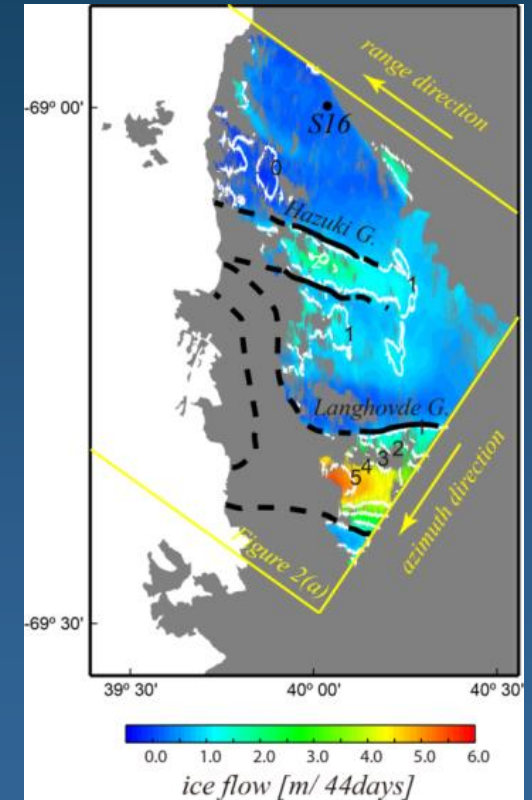 range direction
-69° 00'
S16
0
Hazuki G.
2
1
1
Langhovde G.
1
2
3
4
5
azimuth direction
Figure 2(a)
-69° 30'
39° 30' 40° 00' 40° 30'
0.0 1.0 2.0 3.0 4.0 5.0 6.0
ice flow [m/ 44days]